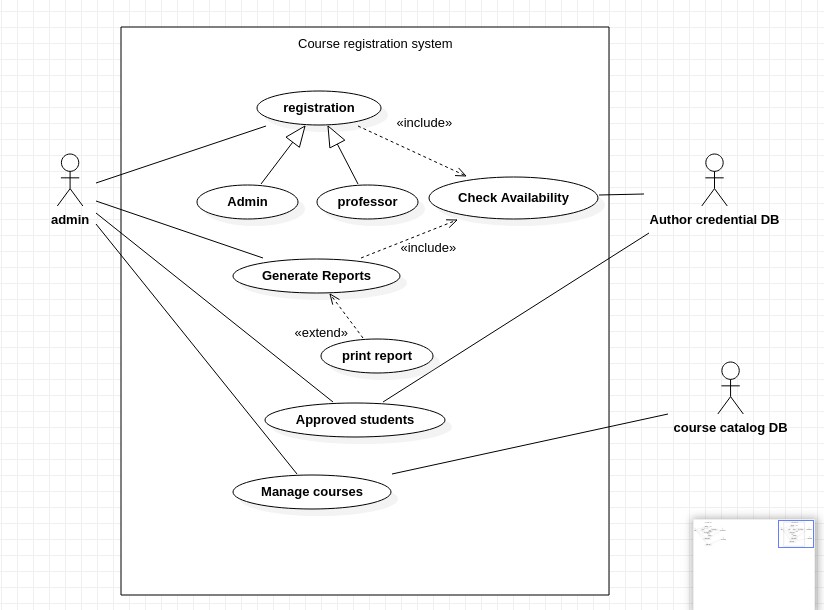 Course registration system
registration
«include»
Admin
professor
Check Availability
admin
Author credential DB
«include»
Generate Reports
«extend»
print report
Approved students
course catalog DB
Manage courses